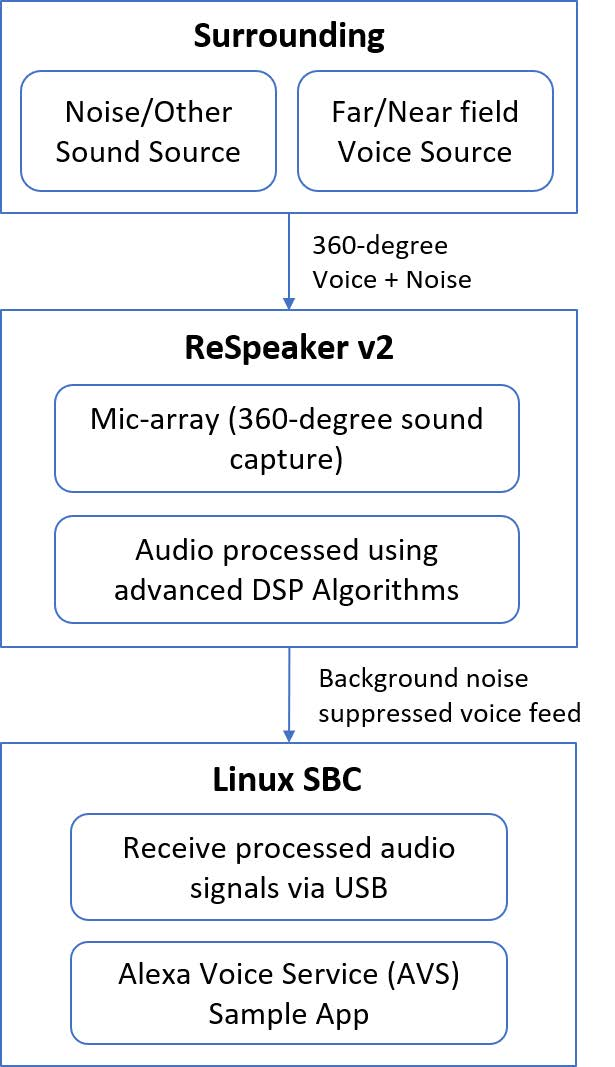 Surrounding
Noise/Other
Sound Source
Far/Near field
Voice Source
360-degree
Voice + Noise
ReSpeaker v2
Mic-array (360-degree sound
capture)
Audio processed using
advanced DSP Algorithms
Background noise
suppressed voice feed
Linux SBC
Receive processed audio
signals via USB
Alexa Voice Service (AVS)
Sample App